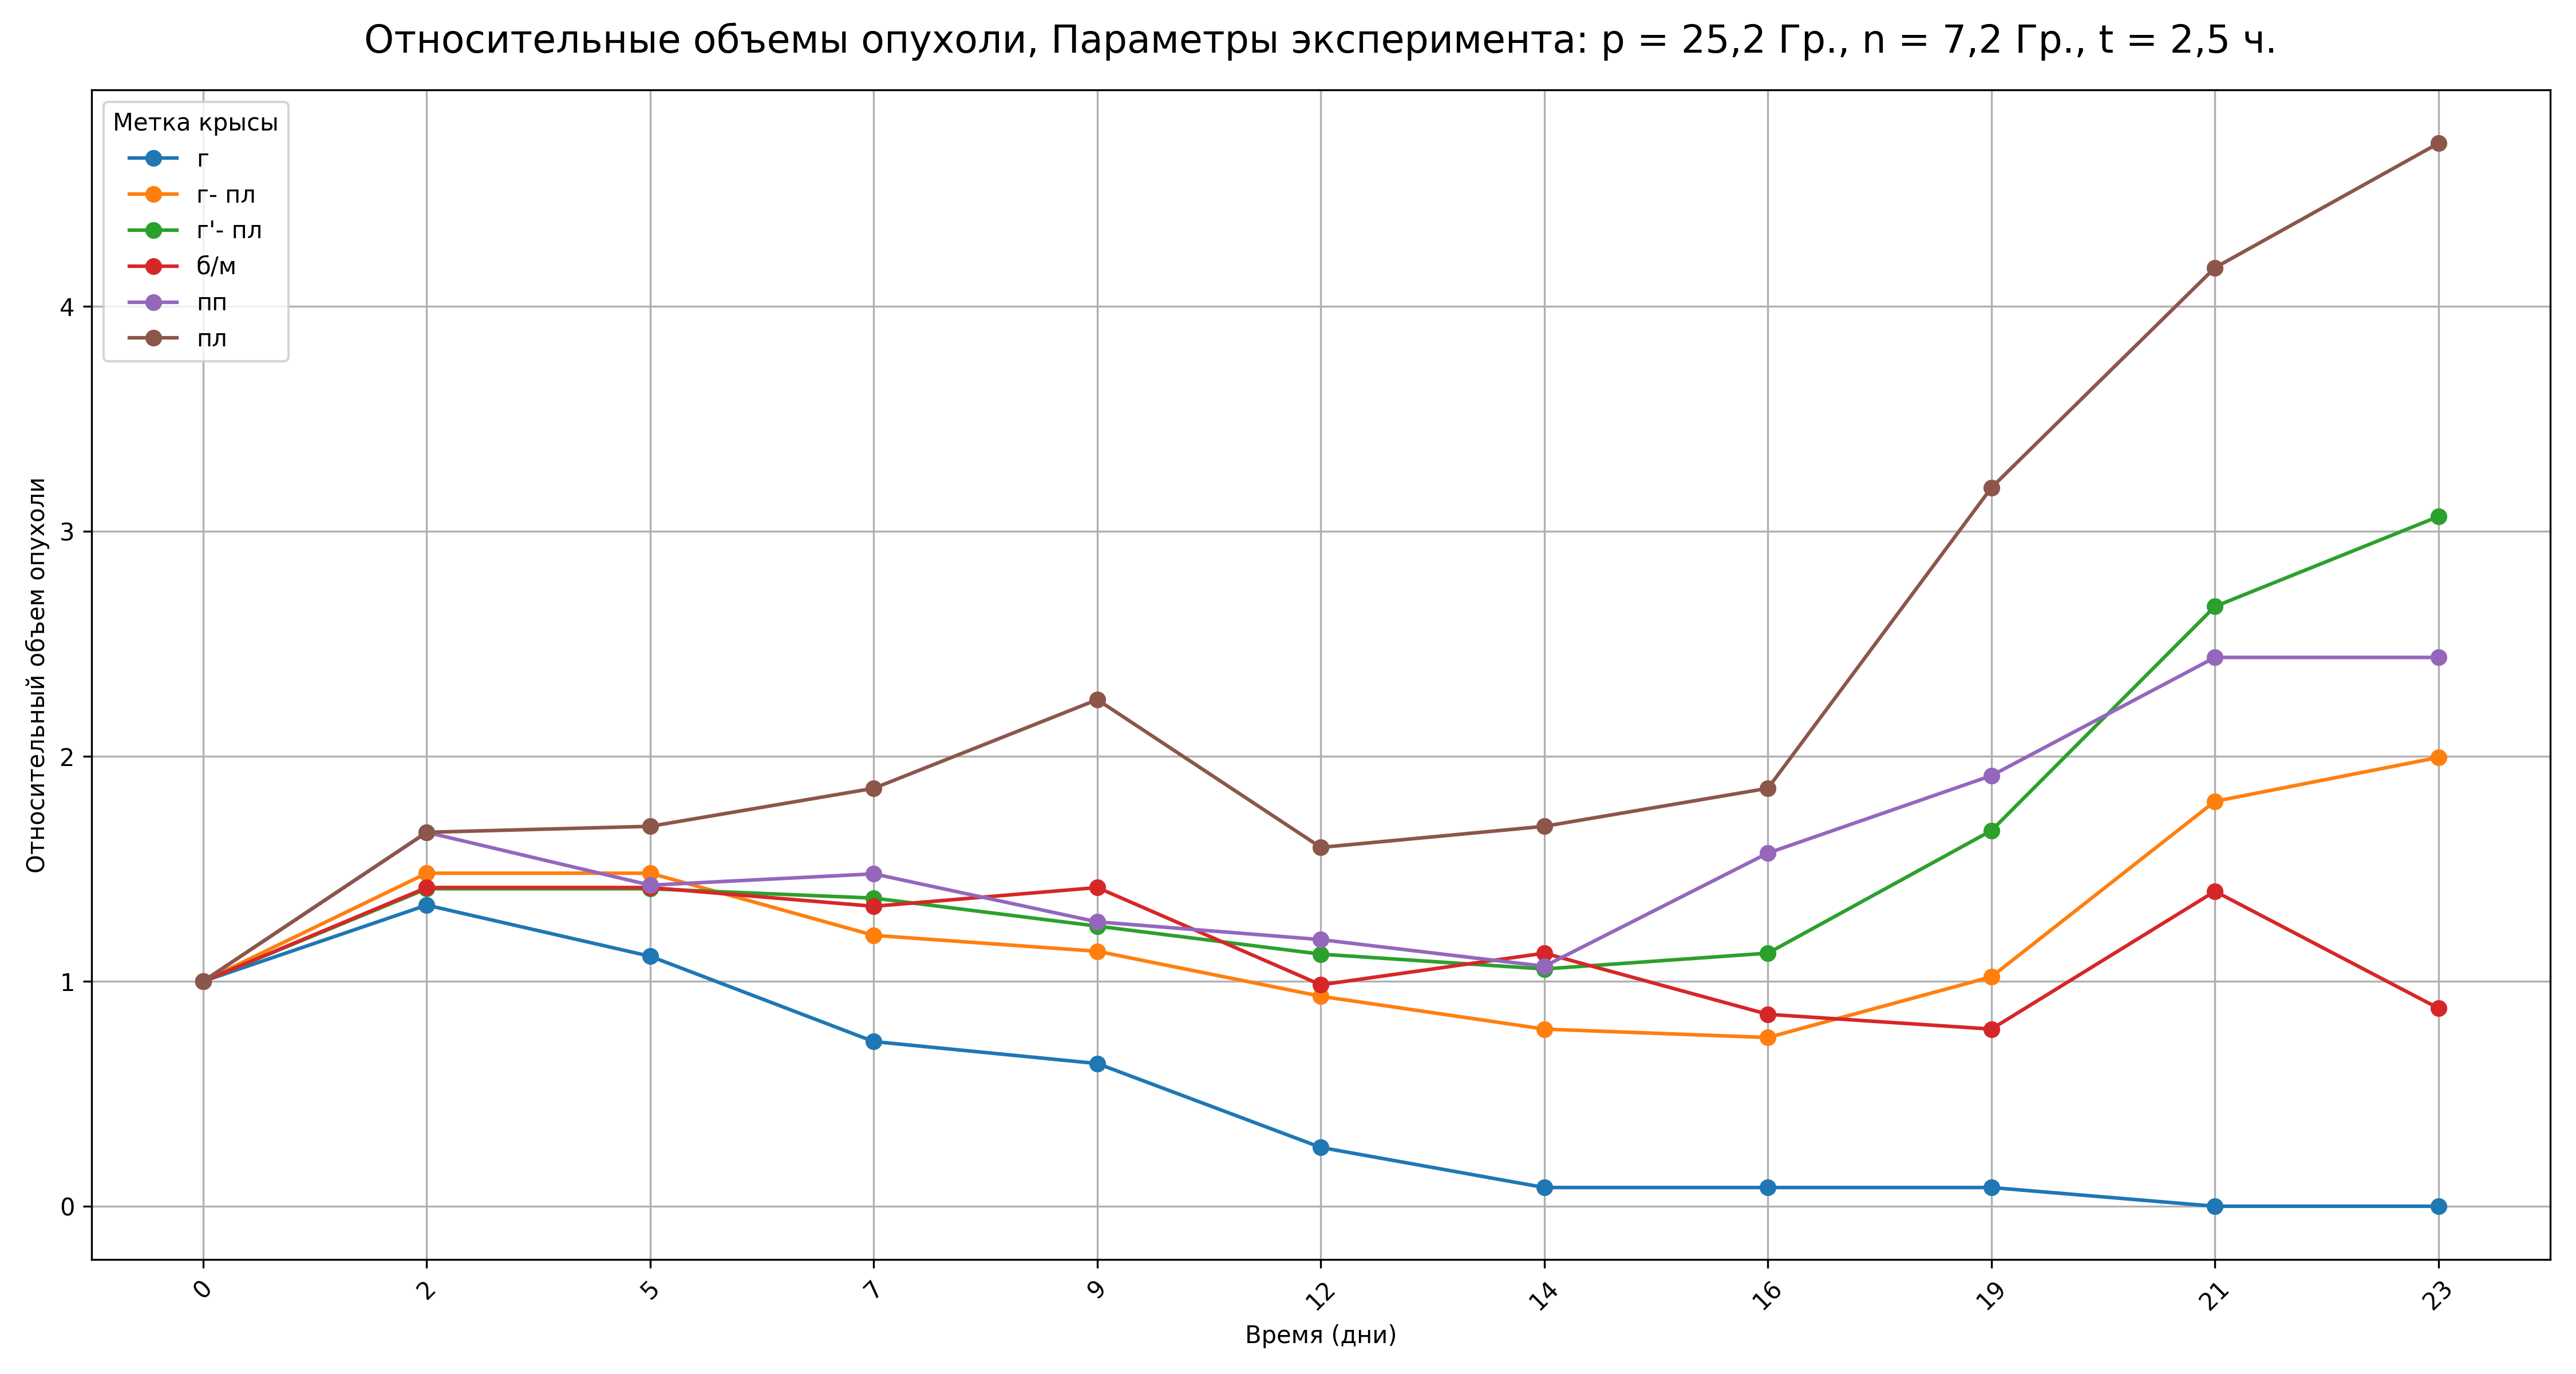 Относительные объемы опухоли, Параметры эксперимента: p = 25,2 Гр., n = 7,2 Гр., t = 2,5 ч.
Метка крысы
г
г- пл
г'- пл
б/м
пп
пл
Относительный объем опухоли
4
3
2
1
0
0 2 5 7 9 12 14 16 19 21 23
Время (дни)